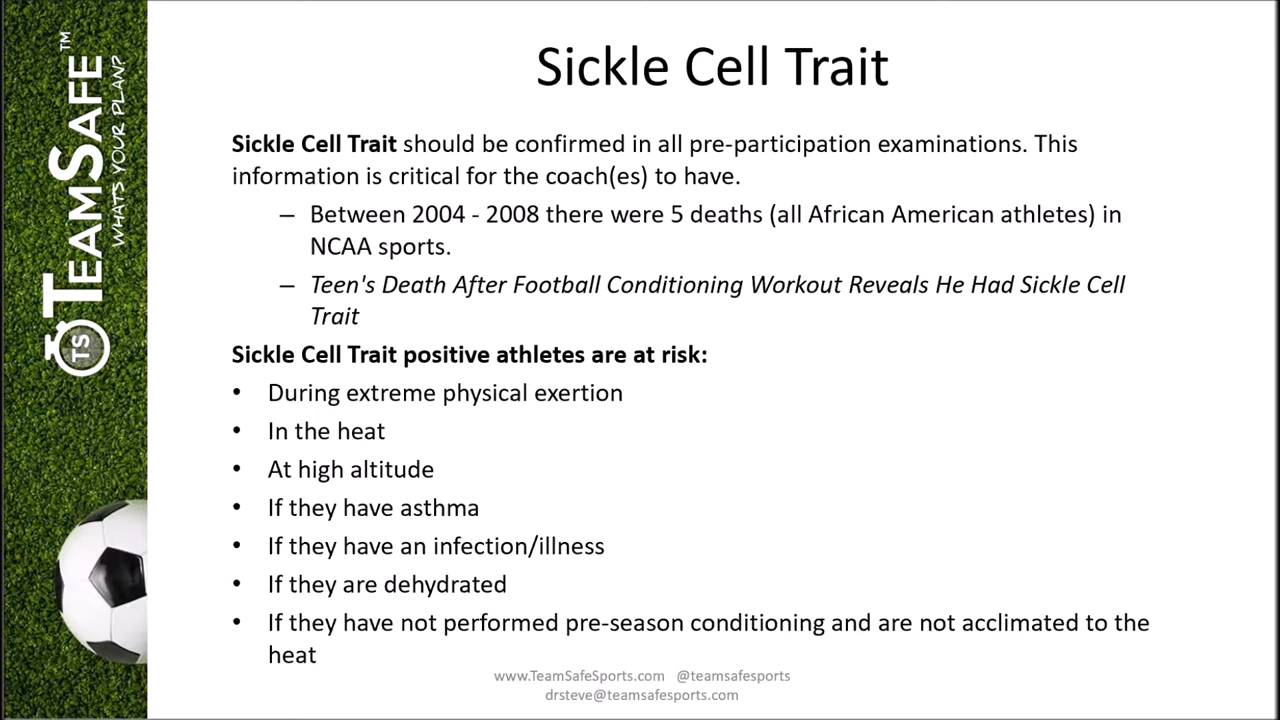 TEAMSAFE™
WHATS YOUR PLAN?
TS
Sickle Cell Trait
Sickle Cell Trait should be confirmed in all pre-participation examinations. This
information is critical for the coach(es) to have.
– Between 2004 - 2008 there were 5 deaths (all African American athletes) in
NCAA sports.
– Teen's Death After Football Conditioning Workout Reveals He Had Sickle Cell
Trait
Sickle Cell Trait positive athletes are at risk:
• During extreme physical exertion
• In the heat
• At high altitude
• If they have asthma
• If they have an infection/illness
• If they are dehydrated
• If they have not performed pre-season conditioning and are not acclimated to the
heat
www.TeamSafeSports.com @teamsafesports
drsteve@teamsafesports.com